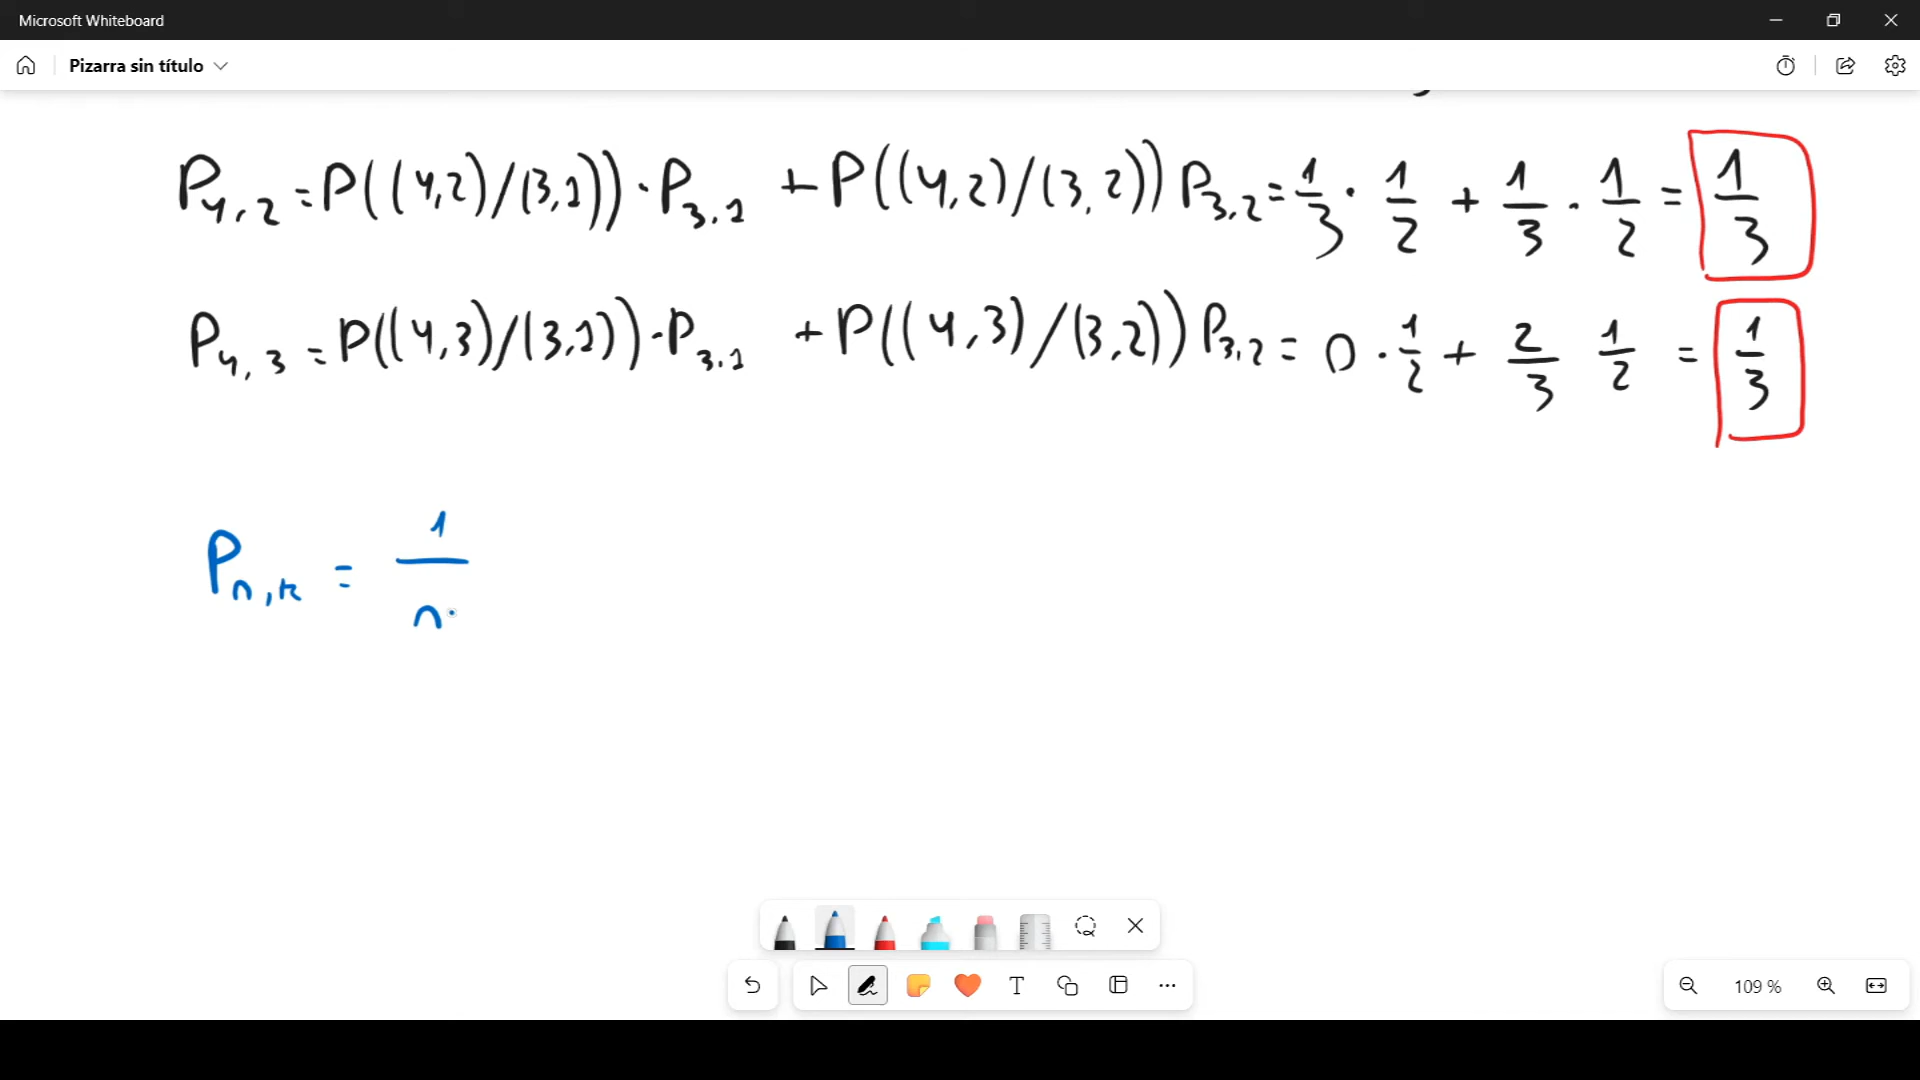 Microsoft Whiteboard
Pizarra sin título
P4,2 = P((4,2)/(3,1)) · P3,1 + P((4,2)/(3,2)) P3,2 = 1/3 · 1/2 + 1/3 · 1/2 = 1/3
P4,3 = P((4,3)/(3,1)) · P3,1 + P((4,3)/(3,2)) P3,2 = 0 · 1/2 + 2/3 1/2 = 1/3
Pn,k = 1/n
109 %